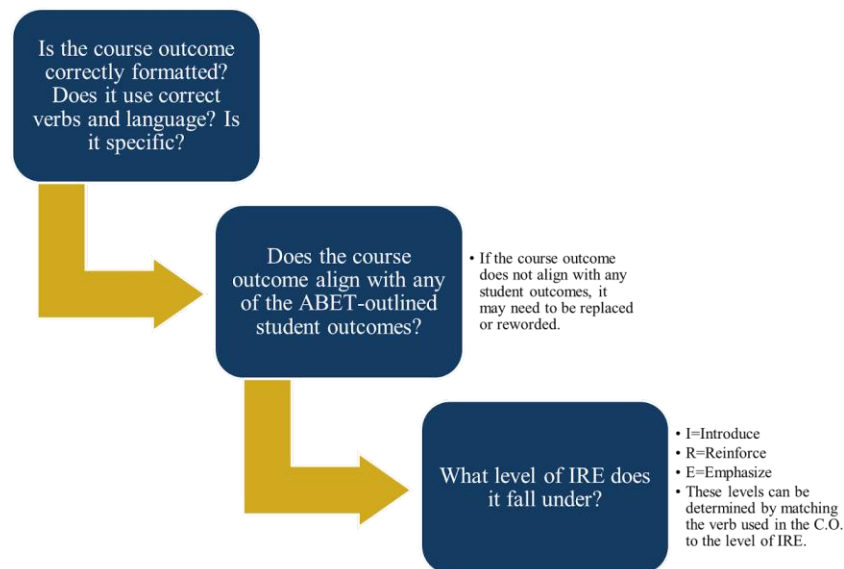 Is the course outcome
correctly formatted?
Does it use correct
verbs and language? Is
it specific?
Does the course
outcome align with any
of the ABET-outlined
student outcomes?
• If the course outcome
does not align with any
student outcomes, it
may need to be replaced
or reworded.
What level of IRE does
it fall under?
• I=Introduce
• R=Reinforce
• E=Emphasize
• These levels can be
determined by matching
the verb used in the C.O.
to the level of IRE.